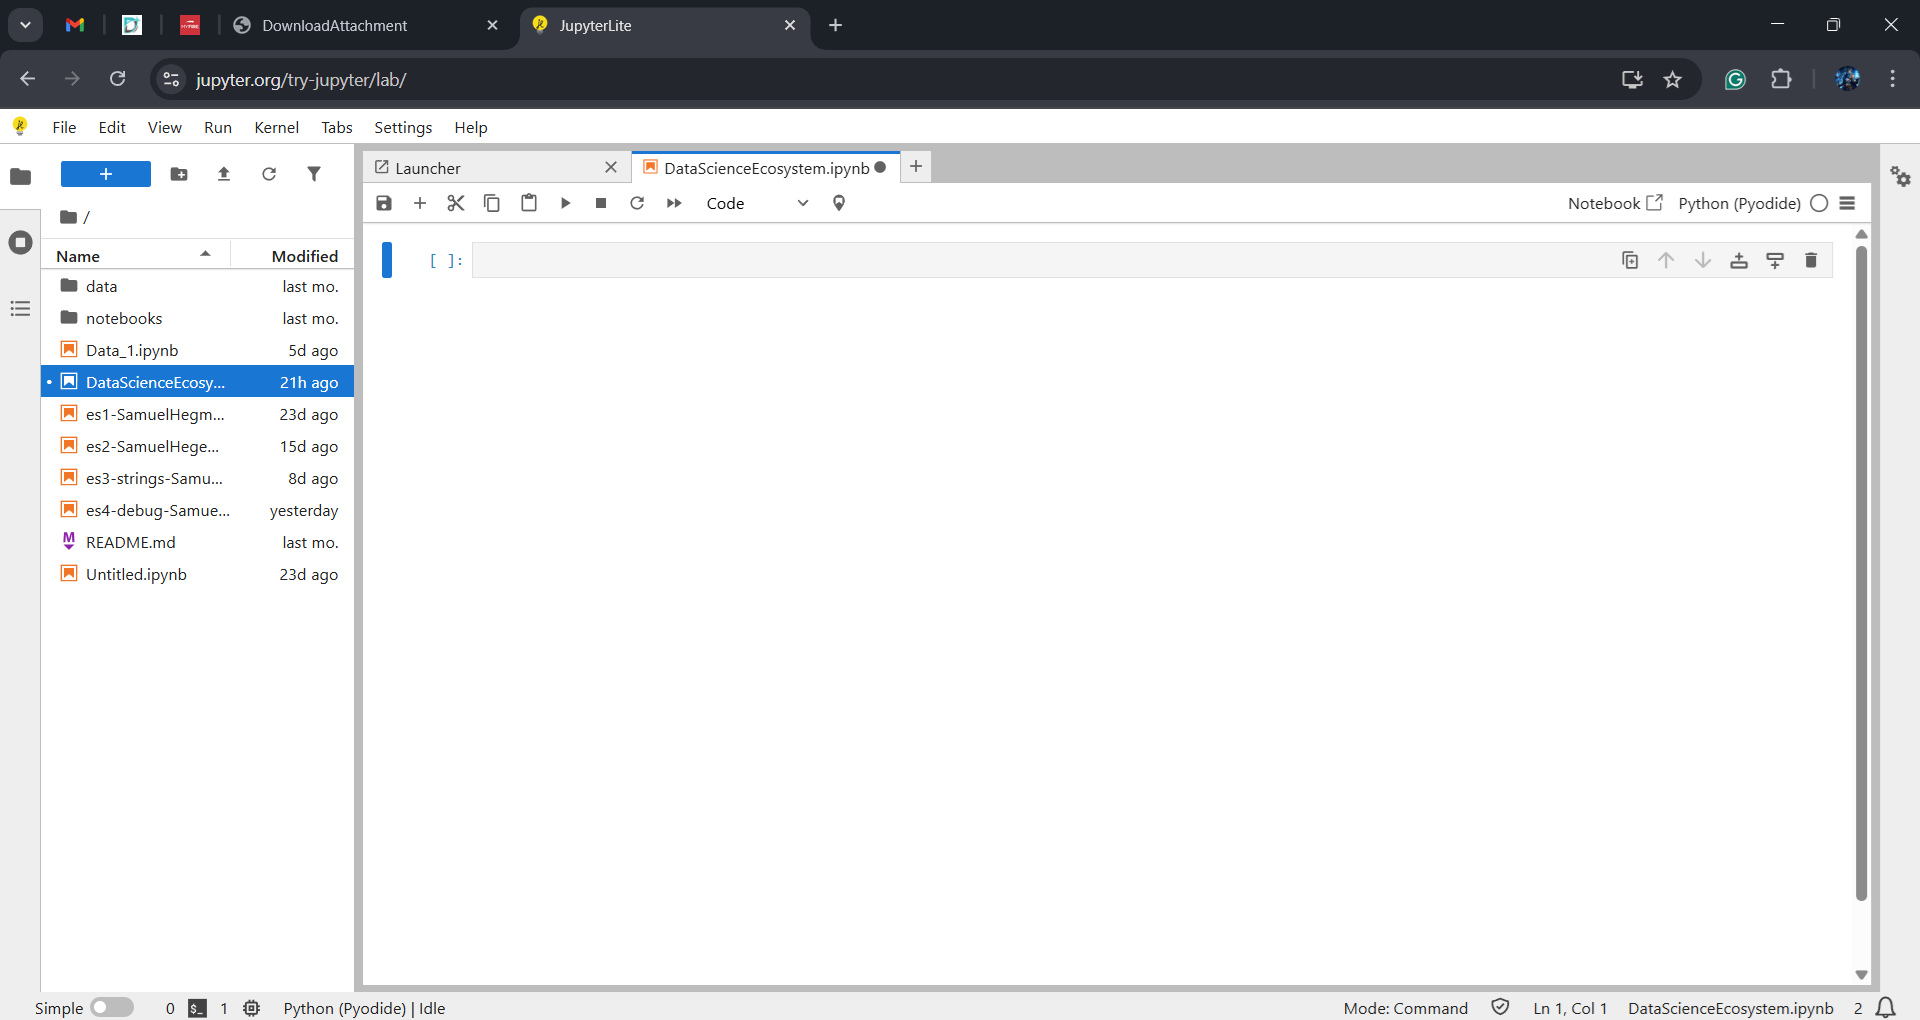 DownloadAttachment
JupyterLite
jupyter.org/try-jupyter/lab/
File Edit View Run Kernel Tabs Settings Help
Launcher
DataScienceEcosystem.ipynb
Code
Notebook
Python (Pyodide)
/
Name Modified
data last mo.
notebooks last mo.
Data_1.ipynb 5d ago
DataScienceEcosy... 21h ago
es1-SamuelHegm... 23d ago
es2-SamuelHege... 15d ago
es3-strings-Samu... 8d ago
es4-debug-Samue... yesterday
README.md last mo.
Untitled.ipynb 23d ago
[ ]:
Simple 0 $_ 1 Python (Pyodide) | Idle
Mode: Command Ln 1, Col 1 DataScienceEcosystem.ipynb 2